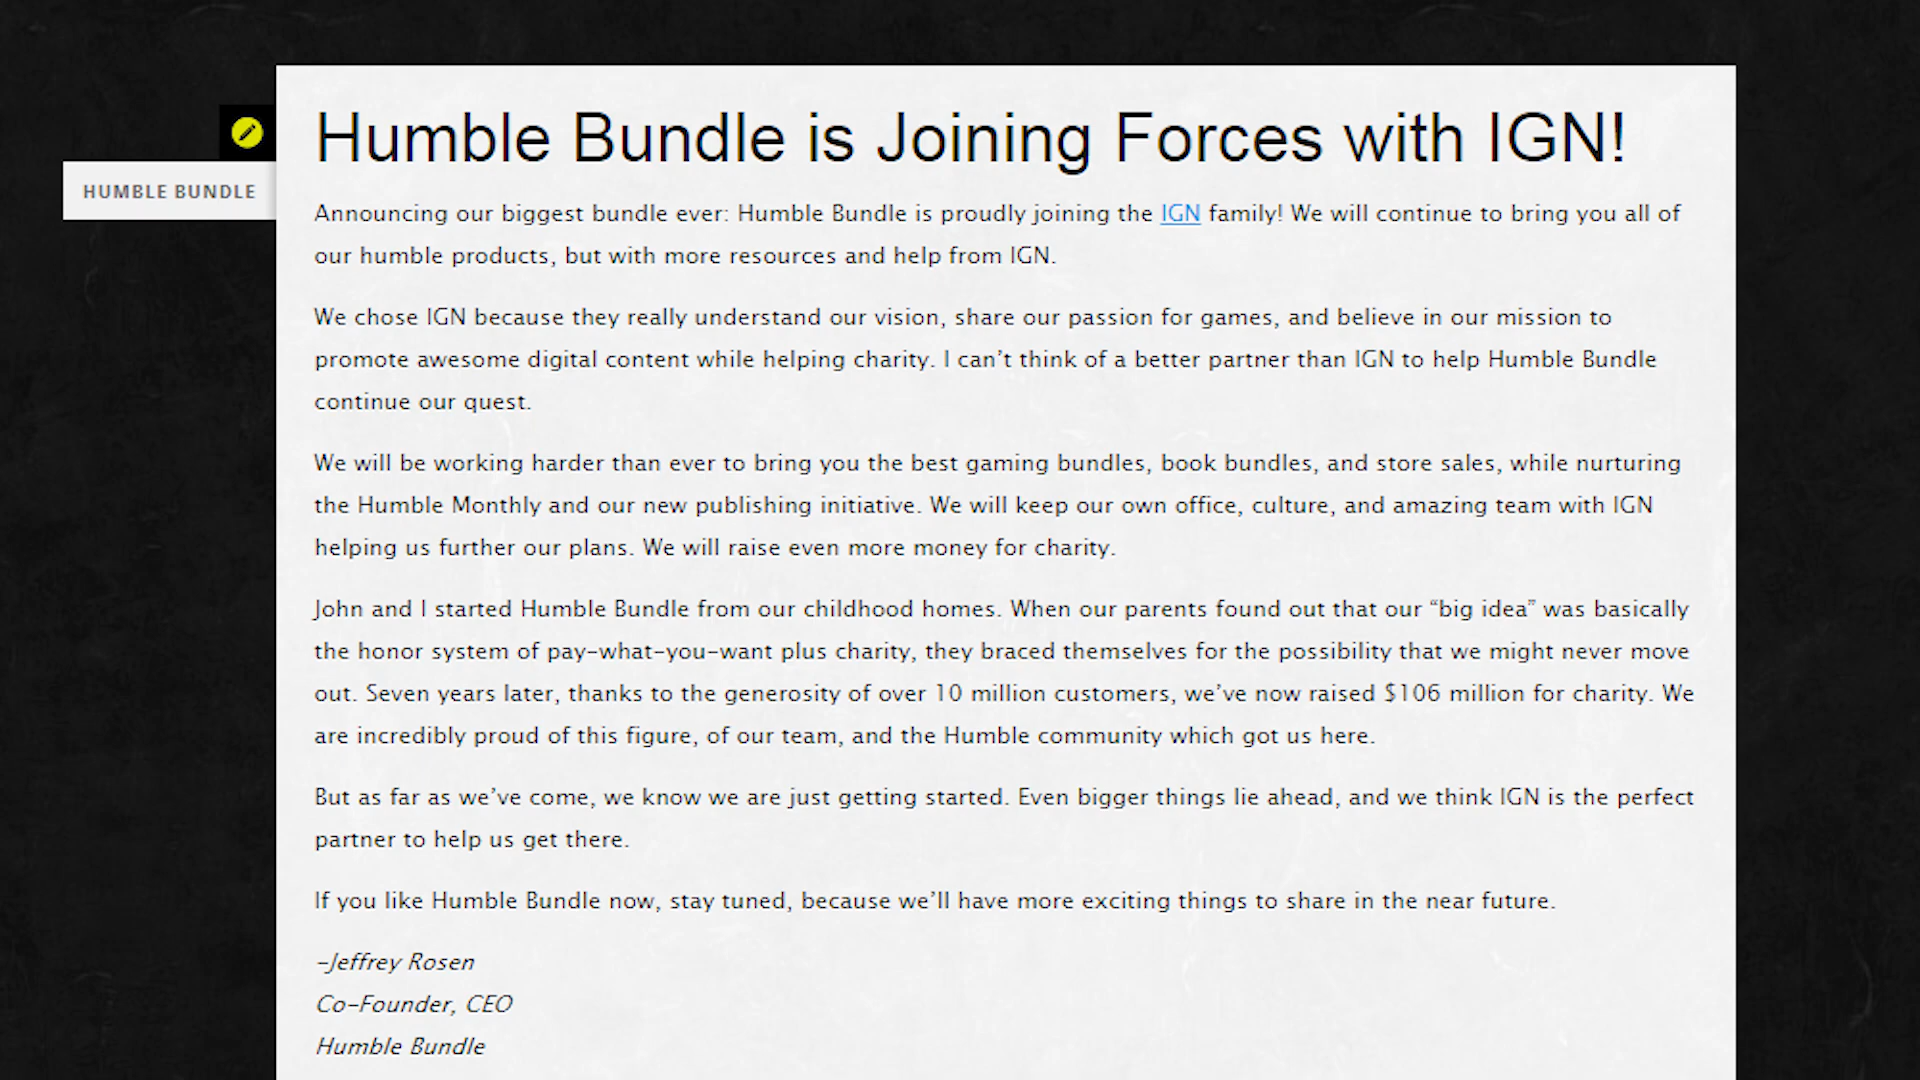 Humble Bundle is Joining Forces with IGN!
HUMBLE BUNDLE
Announcing our biggest bundle ever: Humble Bundle is proudly joining the IGN family! We will continue to bring you all of
our humble products, but with more resources and help from IGN.
We chose IGN because they really understand our vision, share our passion for games, and believe in our mission to
promote awesome digital content while helping charity. I can’t think of a better partner than IGN to help Humble Bundle
continue our quest.
We will be working harder than ever to bring you the best gaming bundles, book bundles, and store sales, while nurturing
the Humble Monthly and our new publishing initiative. We will keep our own office, culture, and amazing team with IGN
helping us further our plans. We will raise even more money for charity.
John and I started Humble Bundle from our childhood homes. When our parents found out that our “big idea” was basically
the honor system of pay-what-you-want plus charity, they braced themselves for the possibility that we might never move
out. Seven years later, thanks to the generosity of over 10 million customers, we’ve now raised $106 million for charity. We
are incredibly proud of this figure, of our team, and the Humble community which got us here.
But as far as we’ve come, we know we are just getting started. Even bigger things lie ahead, and we think IGN is the perfect
partner to help us get there.
If you like Humble Bundle now, stay tuned, because we’ll have more exciting things to share in the near future.
-Jeffrey Rosen
Co-Founder, CEO
Humble Bundle